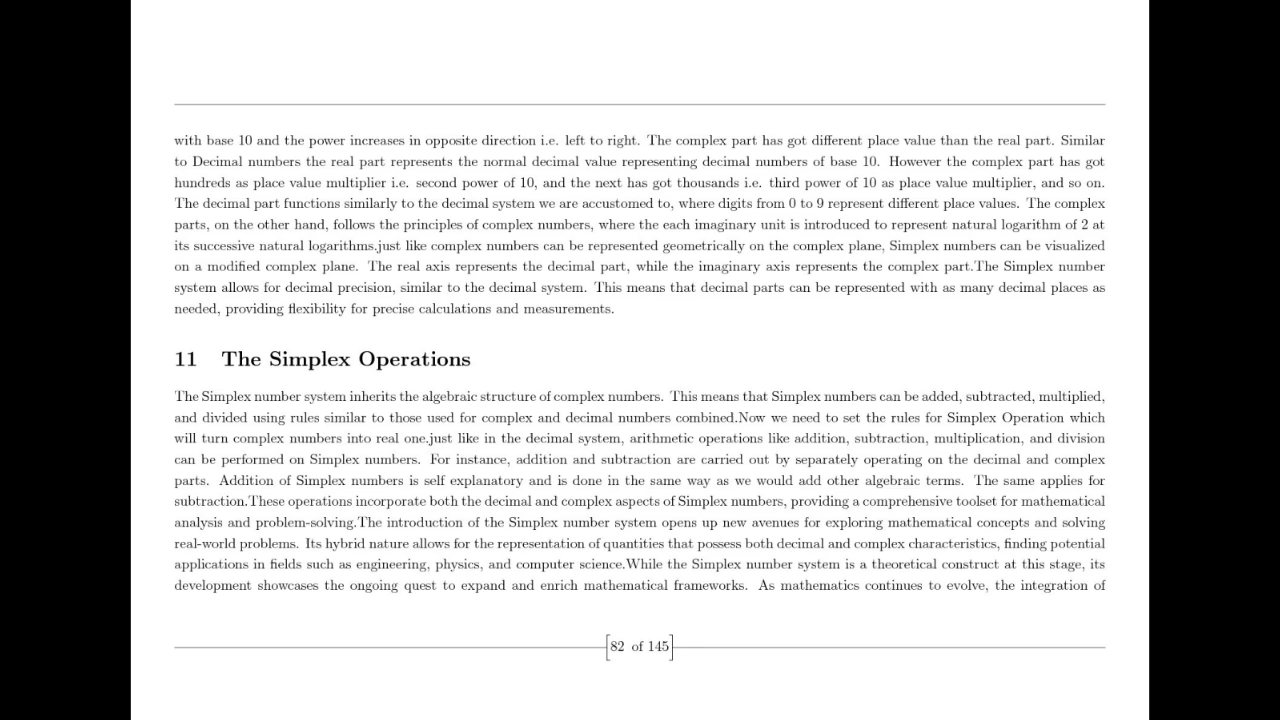 with base 10 and the power increases in opposite direction i.e. left to right. The complex part has got different place value than the real part. Similar
to Decimal numbers the real part represents the normal decimal value representing decimal numbers of base 10. However the complex part has got
hundreds as place value multiplier i.e. second power of 10, and the next has got thousands i.e. third power of 10 as place value multiplier, and so on.
The decimal part functions similarly to the decimal system we are accustomed to, where digits from 0 to 9 represent different place values. The complex
parts, on the other hand, follows the principles of complex numbers, where the each imaginary unit is introduced to represent natural logarithm of 2 at
its successive natural logarithms.just like complex numbers can be represented geometrically on the complex plane, Simplex numbers can be visualized
on a modified complex plane. The real axis represents the decimal part, while the imaginary axis represents the complex part.The Simplex number
system allows for decimal precision, similar to the decimal system. This means that decimal parts can be represented with as many decimal places as
needed, providing flexibility for precise calculations and measurements.
11 The Simplex Operations
The Simplex number system inherits the algebraic structure of complex numbers. This means that Simplex numbers can be added, subtracted, multiplied,
and divided using rules similar to those used for complex and decimal numbers combined.Now we need to set the rules for Simplex Operation which
will turn complex numbers into real one.just like in the decimal system, arithmetic operations like addition, subtraction, multiplication, and division
can be performed on Simplex numbers. For instance, addition and subtraction are carried out by separately operating on the decimal and complex
parts. Addition of Simplex numbers is self explanatory and is done in the same way as we would add other algebraic terms. The same applies for
subtraction.These operations incorporate both the decimal and complex aspects of Simplex numbers, providing a comprehensive toolset for mathematical
analysis and problem-solving.The introduction of the Simplex number system opens up new avenues for exploring mathematical concepts and solving
real-world problems. Its hybrid nature allows for the representation of quantities that possess both decimal and complex characteristics, finding potential
applications in fields such as engineering, physics, and computer science.While the Simplex number system is a theoretical construct at this stage, its
development showcases the ongoing quest to expand and enrich mathematical frameworks. As mathematics continues to evolve, the integration of
[82 of 145]